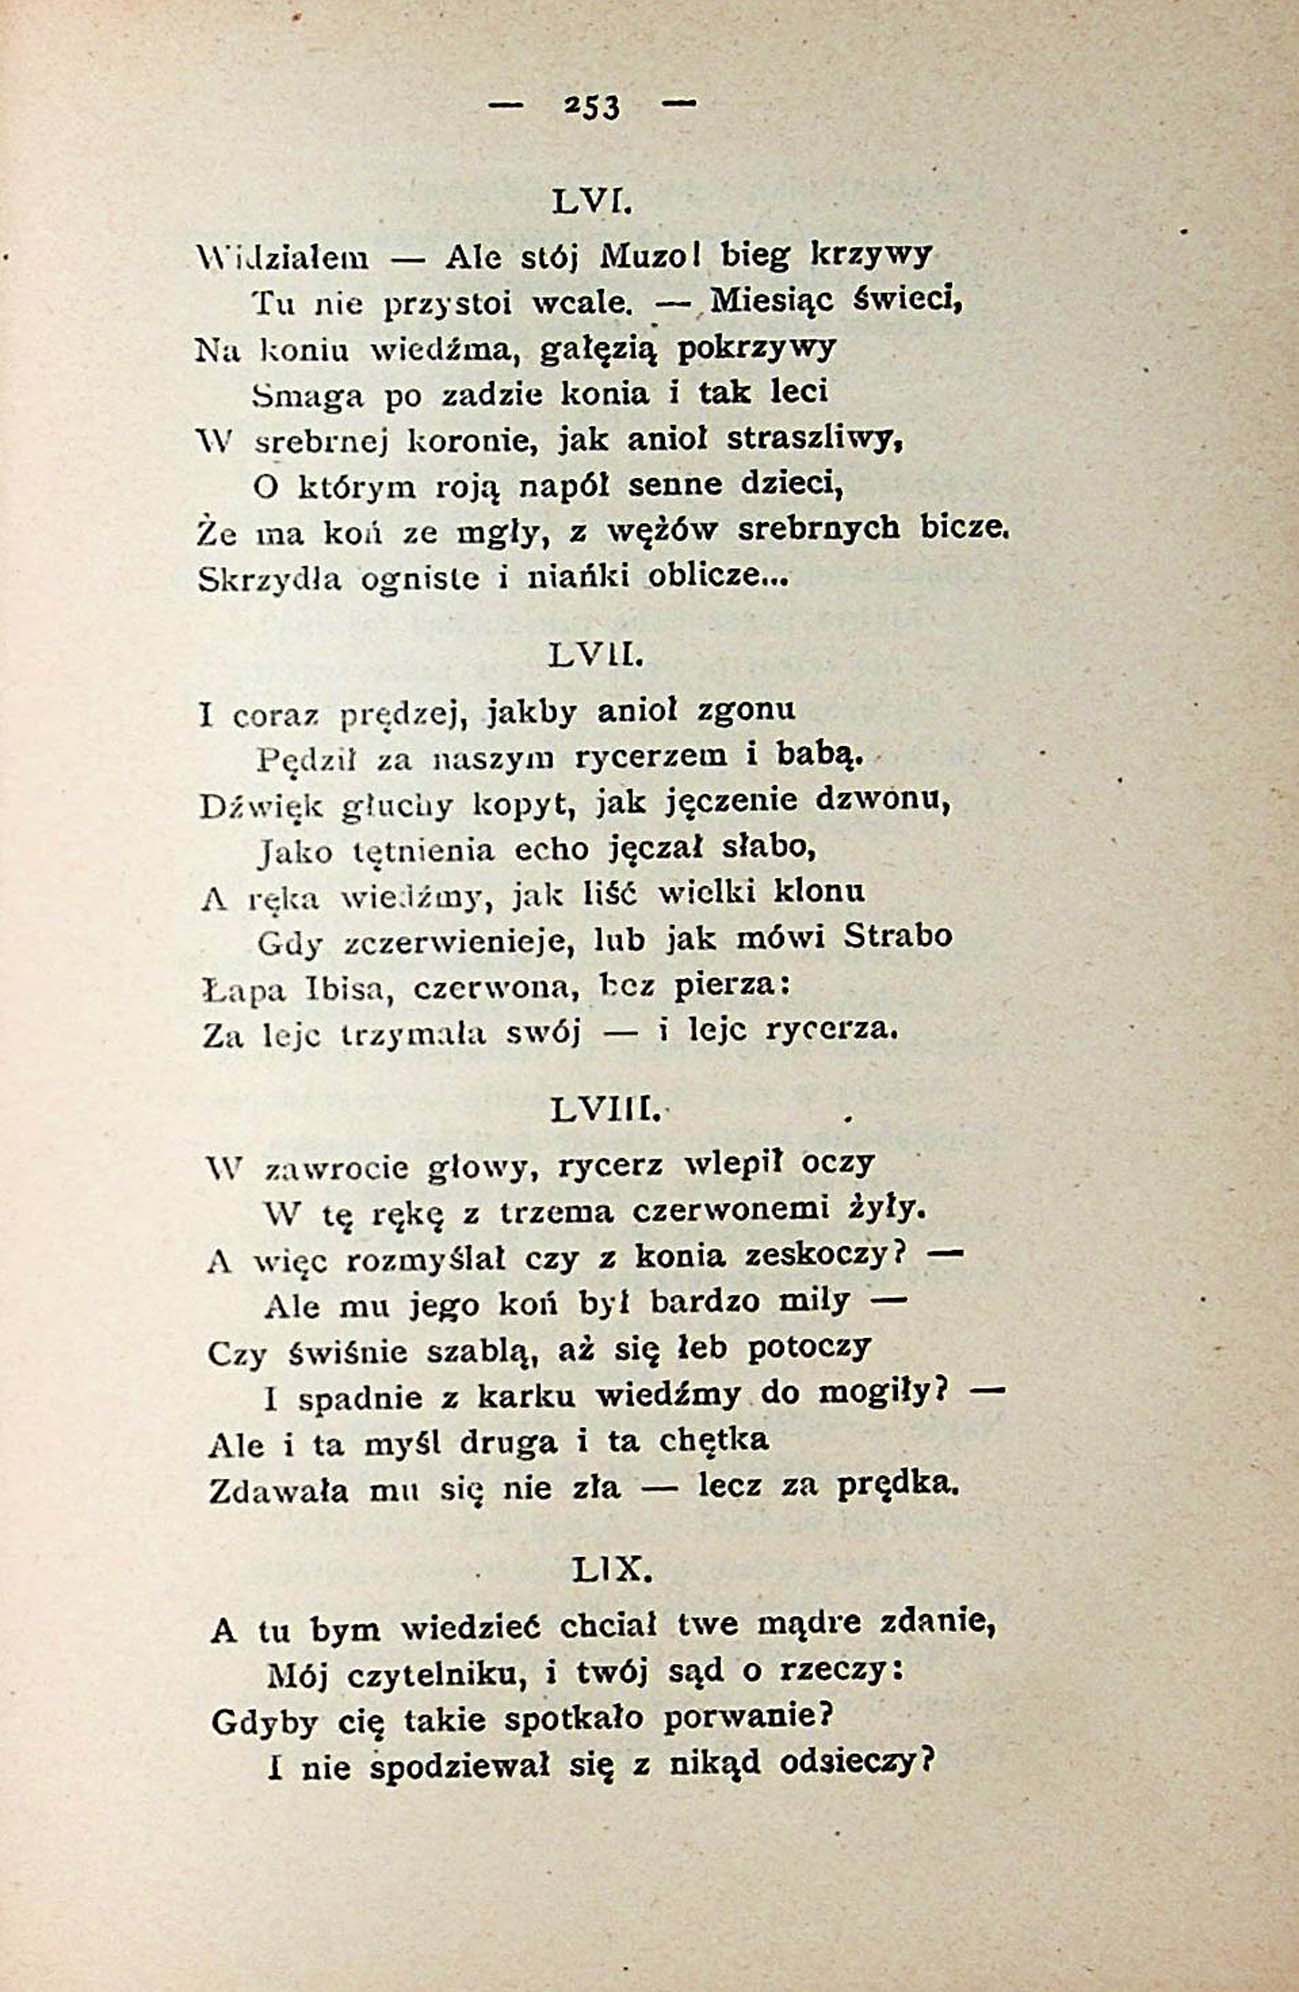 — 253 —
LVI.
Widziałem — Ale stój Muzo! bieg krzywy
Tu nie przystoi wcale. — Miesiąc świeci,
Na koniu wiedźma, gałęzią pokrzywy
Smaga po zadzie konia i tak leci
W srebrnej koronie, jak anioł straszliwy,
O którym roją napół senne dzieci,
Że ma koń ze mgły, z wężów srebrnych bicze.
Skrzydła ogniste i niańki oblicze...
LVII.
I coraz prędzej, jakby anioł zgonu
Pędził za naszym rycerzem i babą.
Dźwięk głuchy kopyt, jak jęczenie dzwonu,
Jako tętnienia echo jęczał słabo,
A ręka wiedźmy, jak liść wielki klonu
Gdy zczerwienieje, lub jak mówi Strabo
Łapa Ibisa, czerwona, bez pierza:
Za lejc trzymała swój — i lejc rycerza.
LVIII.
W zawrocie głowy, rycerz wlepił oczy
W tę rękę z trzema czerwonemi żyły.
A więc rozmyślał czy z konia zeskoczy? —
Ale mu jego koń był bardzo miły —
Czy świśnie szablą, aż się łeb potoczy
I spadnie z karku wiedźmy do mogiły? —
Ale i ta myśl druga i ta chętka
Zdawała mu się nie zła — lecz za prędka.
LIX.
A tu bym wiedzieć chciał twe mądre zdanie,
Mój czytelniku, i twój sąd o rzeczy:
Gdyby cię takie spotkało porwanie?
I nie spodziewał się z nikąd odsieczy?